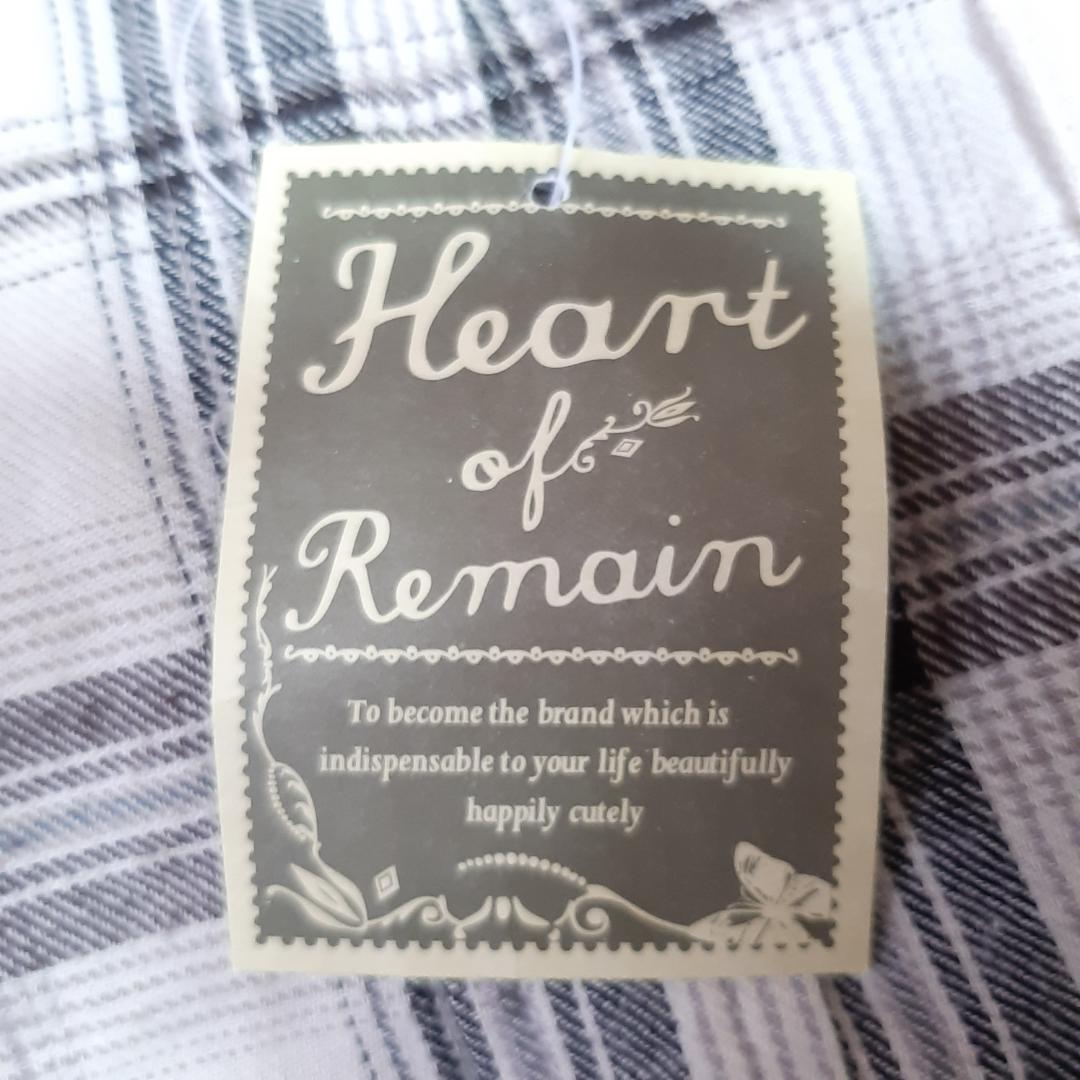 Heart
of
Remain
To become the brand which is
indispensable to your life beautifully
happily cutely